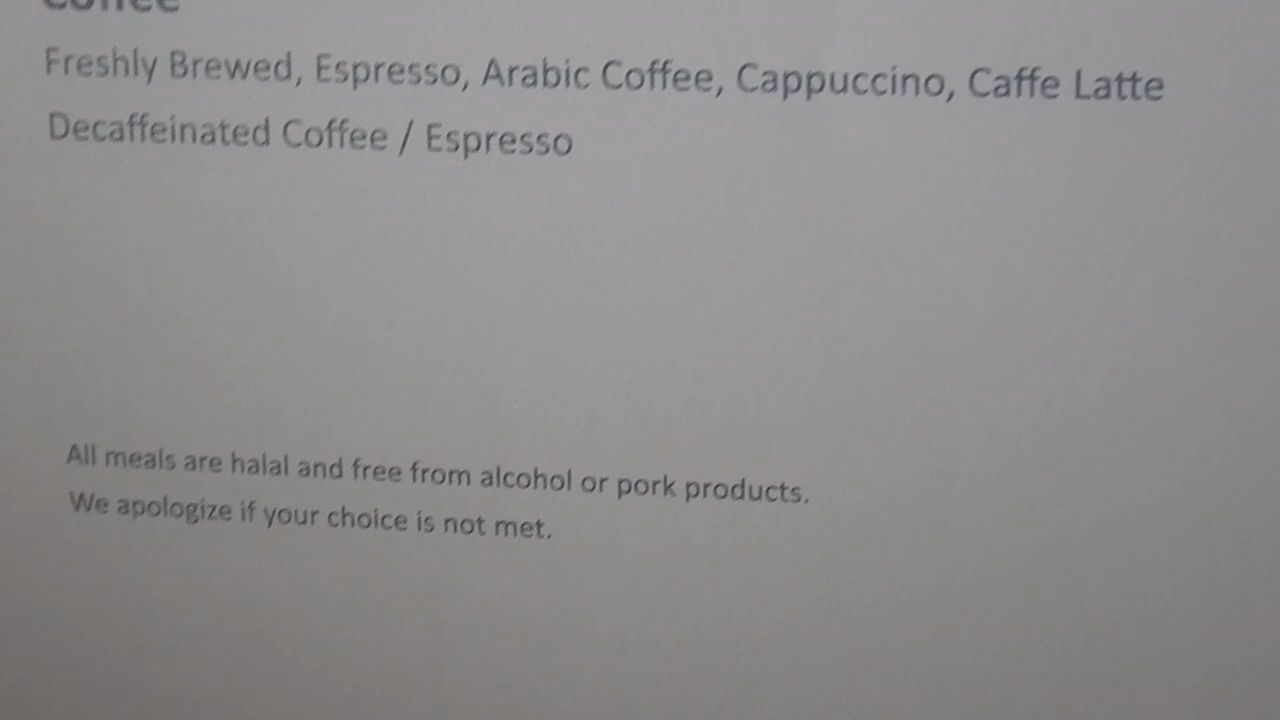 Coffee
Freshly Brewed, Espresso, Arabic Coffee, Cappuccino, Caffe Latte
Decaffeinated Coffee / Espresso
All meals are halal and free from alcohol or pork products.
We apologize if your choice is not met.